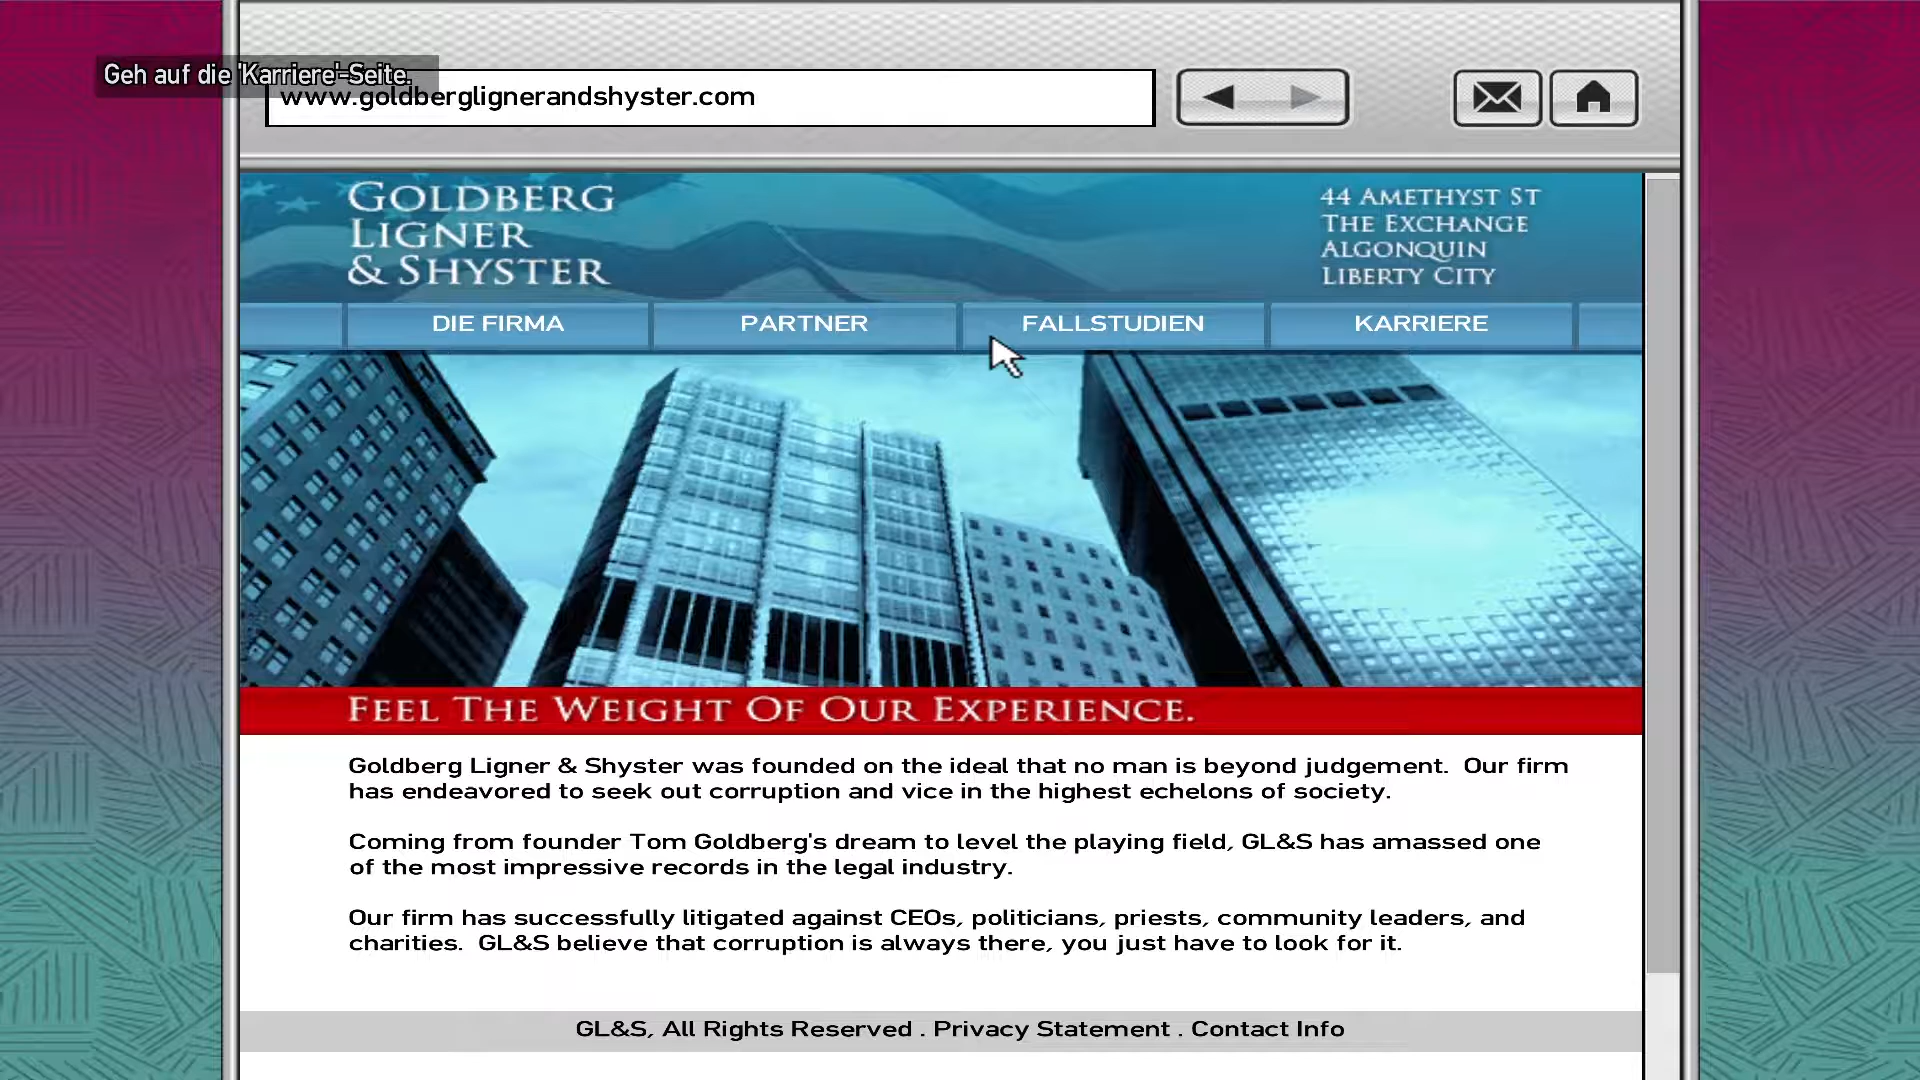 Geh auf die 'Karriere'-Seite.
www.goldberglignerandshyster.com
GOLDBERG
LIGNER
& SHYSTER
44 AMETHYST ST
THE EXCHANGE
ALGONQUIN
LIBERTY CITY
DIE FIRMA
PARTNER
FALLSTUDIEN
KARRIERE
FEEL THE WEIGHT OF OUR EXPERIENCE.
Goldberg Ligner & Shyster was founded on the ideal that no man is beyond judgement. Our firm
has endeavored to seek out corruption and vice in the highest echelons of society.
Coming from founder Tom Goldberg's dream to level the playing field, GL&S has amassed one
of the most impressive records in the legal industry.
Our firm has successfully litigated against CEOs, politicians, priests, community leaders, and
charities. GL&S believe that corruption is always there, you just have to look for it.
GL&S, All Rights Reserved . Privacy Statement . Contact Info